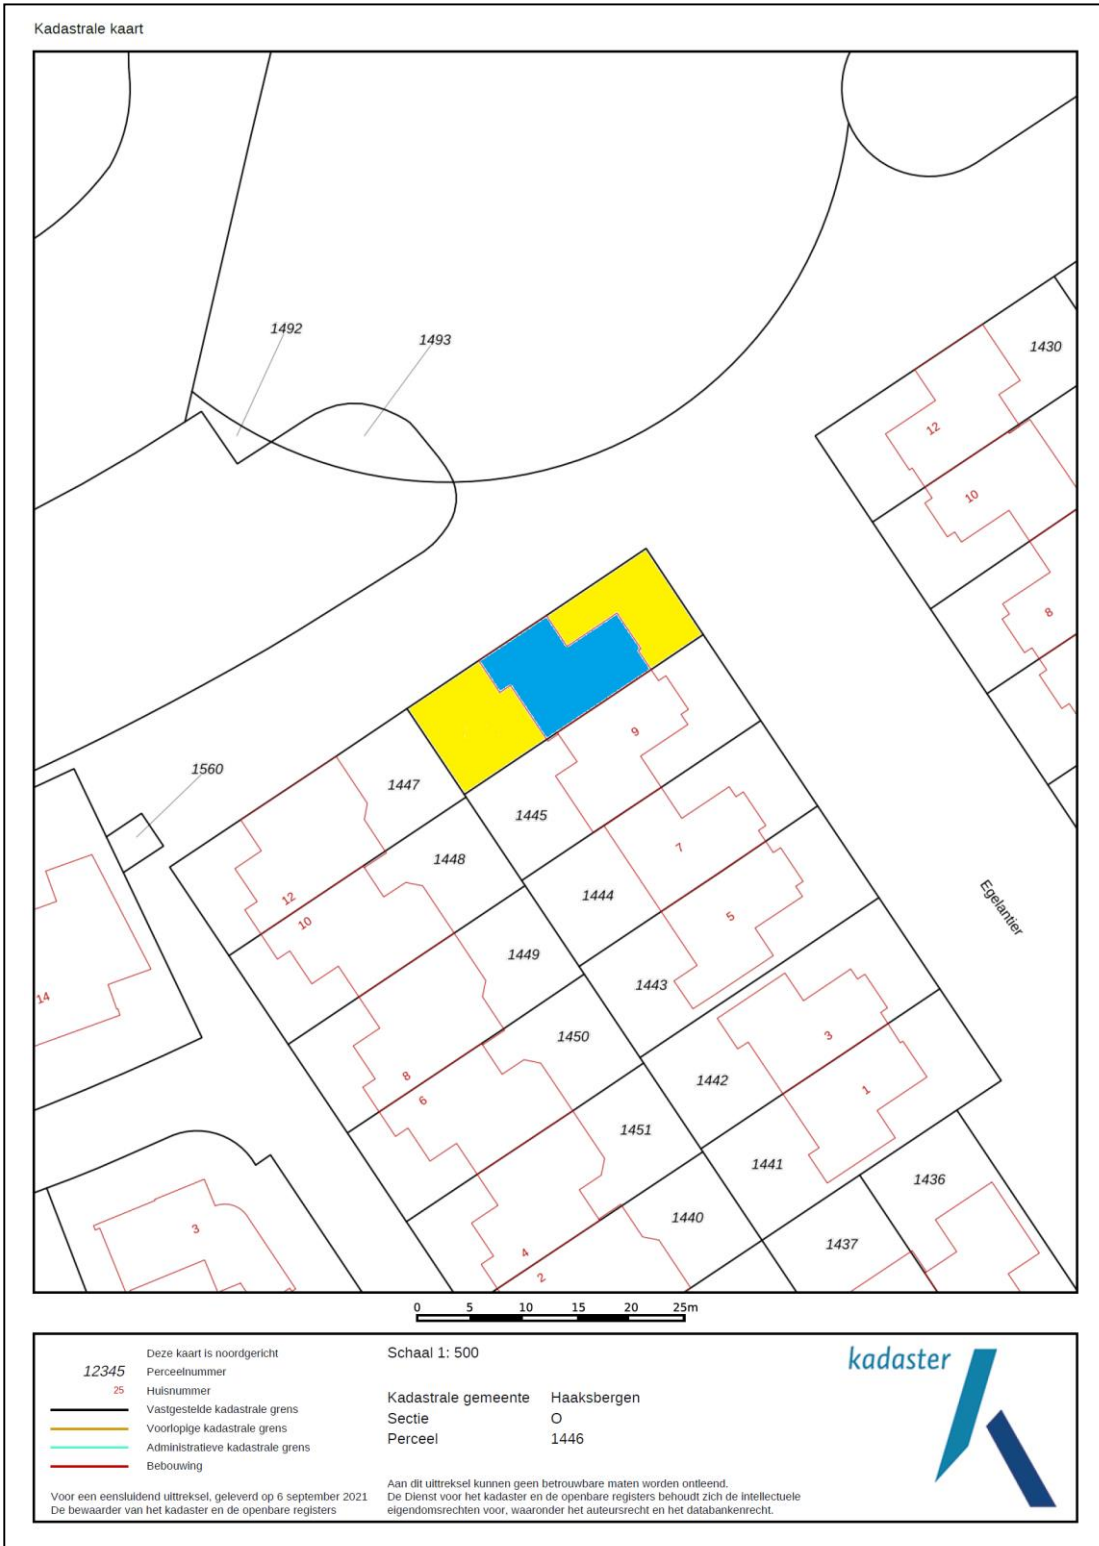 Kadastrale kaart
1492
1493
1430
12
10
8
9
1560
1447
1445
1448
7
12
1444
10
5
1449
1443
14
1450
3
8
1442
6
1
1451
1441
1436
1440
3
1437
4
2
Egelantier
0 5 10 15 20 25m
Deze kaart is noordgericht
12345 Perceelnummer
25 Huisnummer
Vastgestelde kadastrale grens
Voorlopige kadastrale grens
Administratieve kadastrale grens
Bebouwing
Voor een eensluidend uittreksel, geleverd op 6 september 2021
De bewaarder van het kadaster en de openbare registers
Schaal 1: 500
Kadastrale gemeente Haaksbergen
Sectie O
Perceel 1446
Aan dit uittreksel kunnen geen betrouwbare maten worden ontleend.
De Dienst voor het kadaster en de openbare registers behoudt zich de intellectuele
eigendomsrechten voor, waaronder het auteursrecht en het databankenrecht.
kadaster